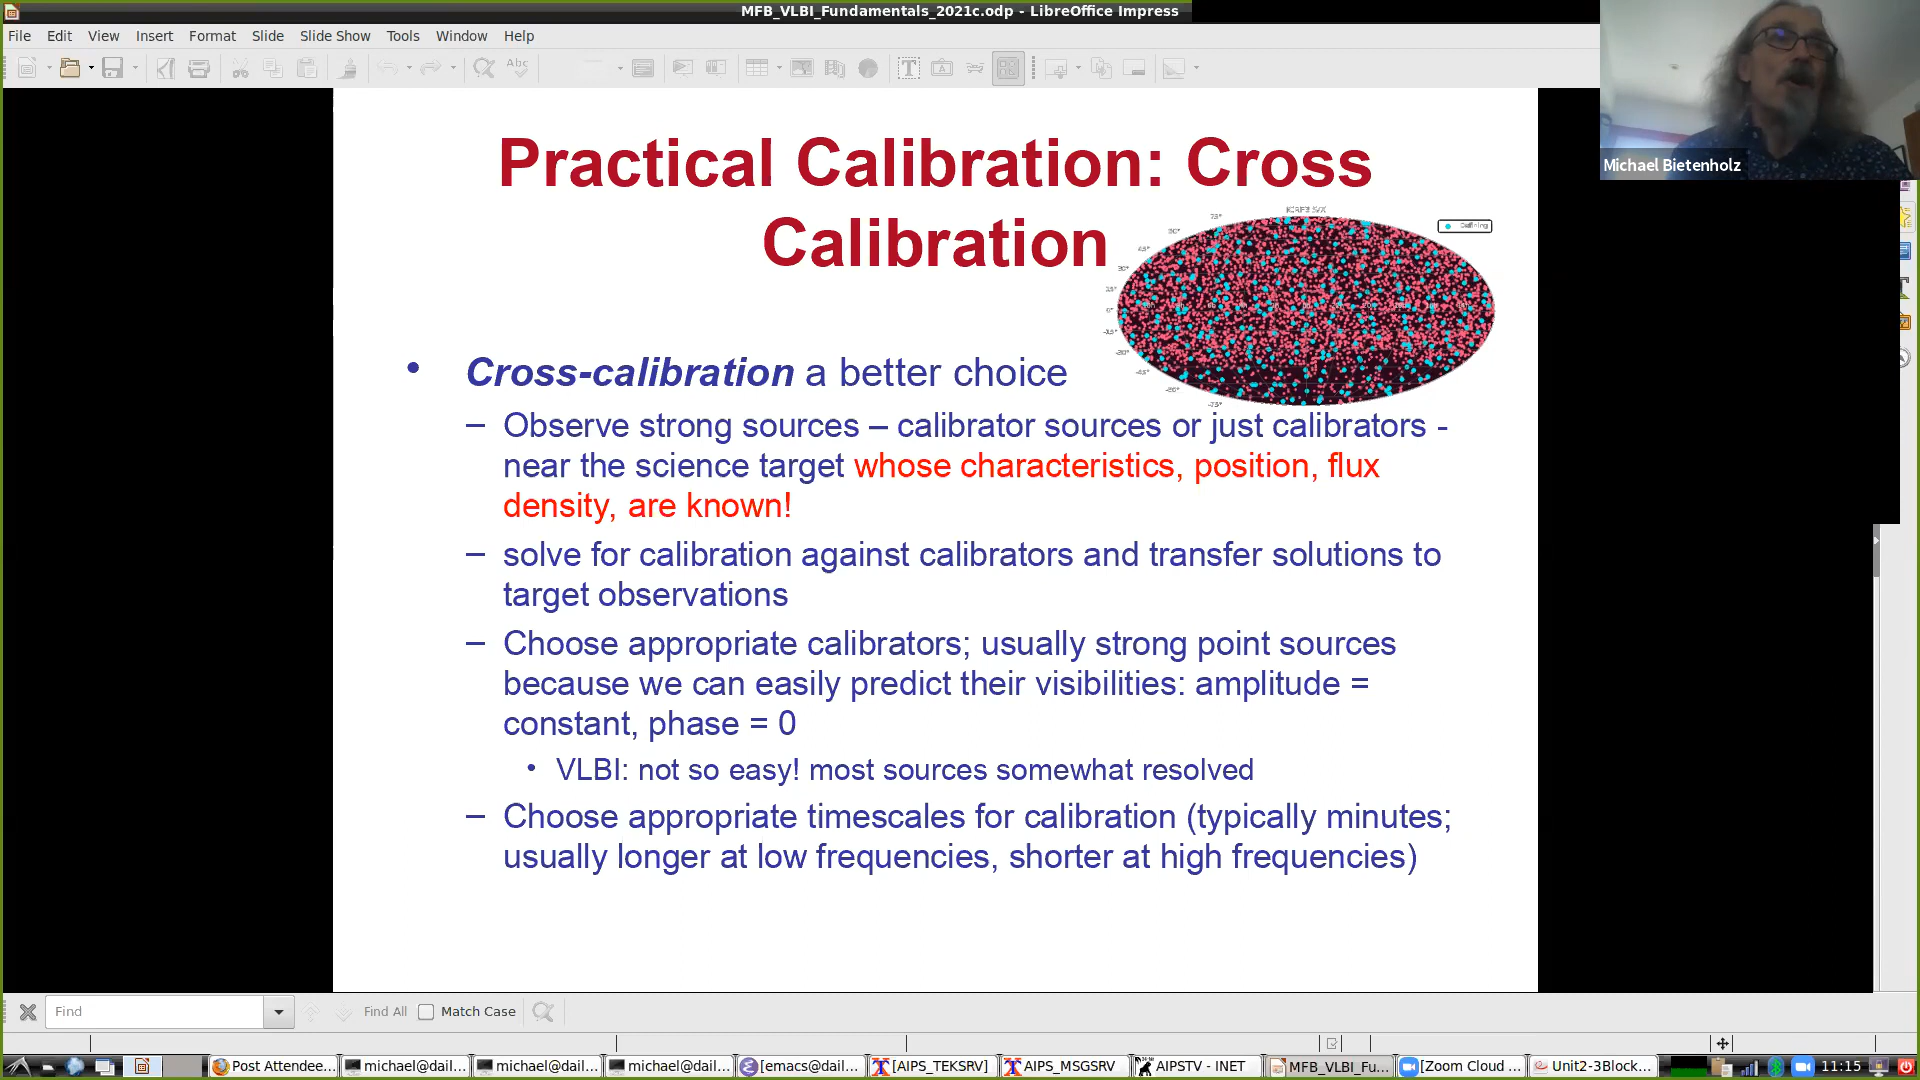 MFB_VLBI_Fundamentals_2021c.odp - LibreOffice Impress
File Edit View Insert Format Slide Slide Show Tools Window Help
Michael Bietenholz
Practical Calibration: Cross
Calibration
ICRF3 S/X
Defining
• Cross-calibration a better choice
– Observe strong sources – calibrator sources or just calibrators -
near the science target whose characteristics, position, flux
density, are known!
– solve for calibration against calibrators and transfer solutions to
target observations
– Choose appropriate calibrators; usually strong point sources
because we can easily predict their visibilities: amplitude =
constant, phase = 0
• VLBI: not so easy! most sources somewhat resolved
– Choose appropriate timescales for calibration (typically minutes;
usually longer at low frequencies, shorter at high frequencies)
Find Find All Match Case
Post Attendee... michael@dail... michael@dail... michael@dail... [emacs@dail... [AIPS_TEKSRV] AIPS_MSGSRV AIPSTV - INET MFB_VLBI_Fu... [Zoom Cloud ... Unit2-3Block... 11:15